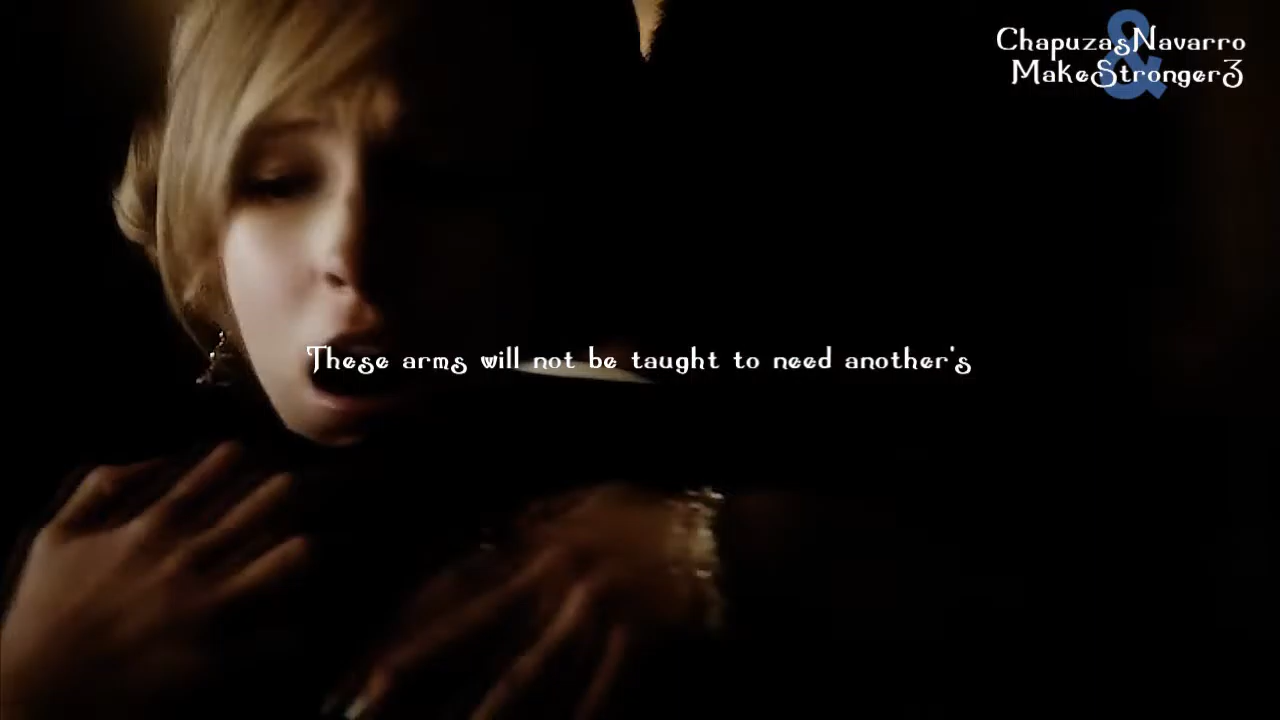 ChapuzasNavarro
&
MakeStronger3
These arms will not be taught to need another's